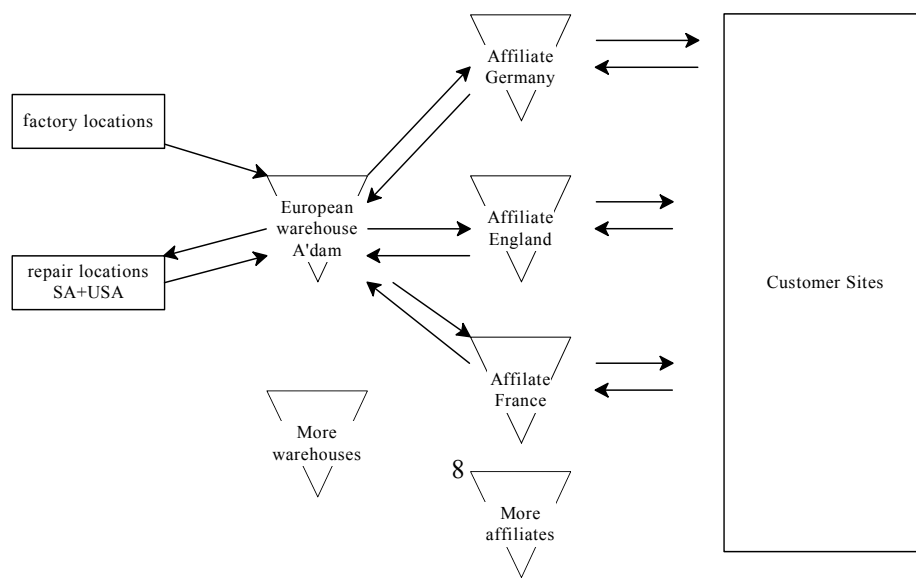 factory locations
repair locations
SA+USA
European
warehouse
A'dam
More
warehouses
Affiliate
Germany
Affiliate
England
Affilate
France
8
More
affiliates
Customer Sites